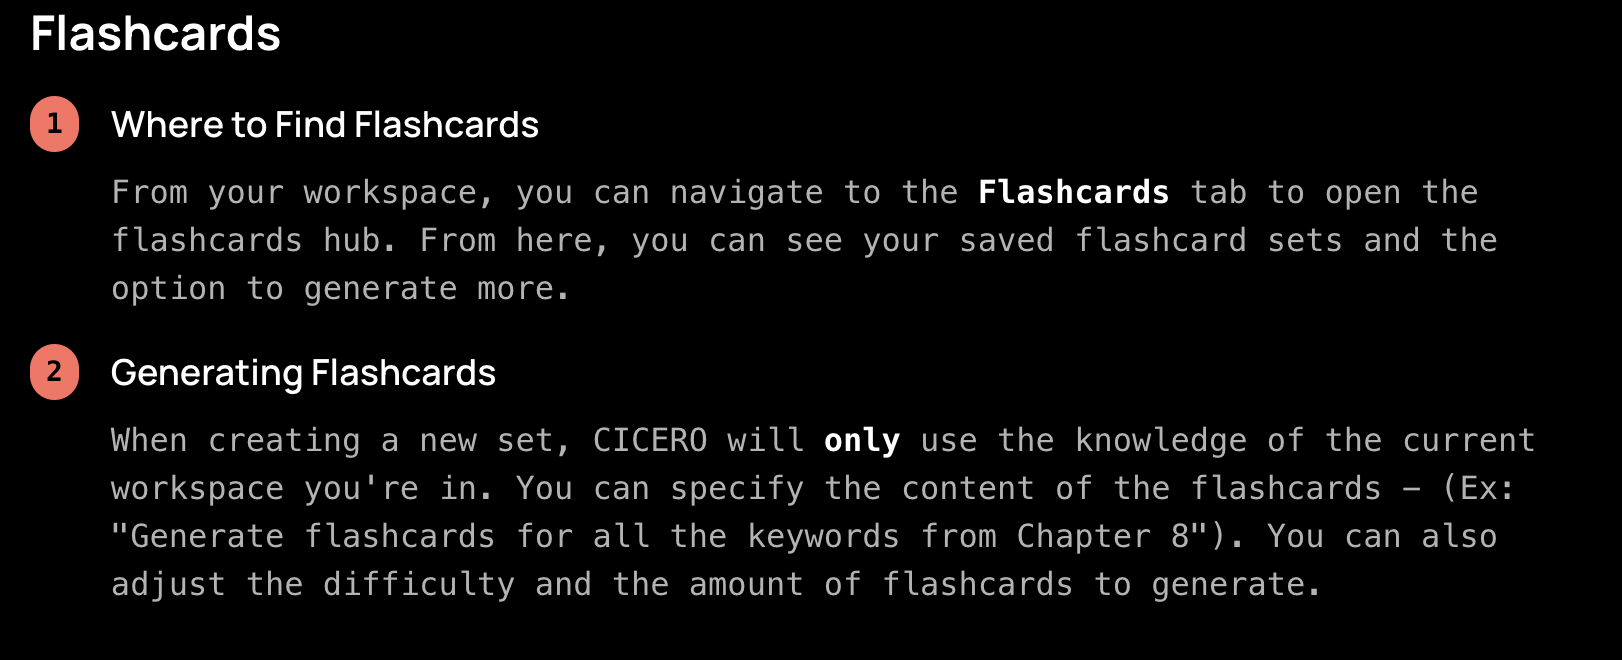 Flashcards
1
Where to Find Flashcards
From your workspace, you can navigate to the Flashcards tab to open the
flashcards hub. From here, you can see your saved flashcard sets and the
option to generate more.
2
Generating Flashcards
When creating a new set, CICERO will only use the knowledge of the current
workspace you're in. You can specify the content of the flashcards – (Ex:
"Generate flashcards for all the keywords from Chapter 8"). You can also
adjust the difficulty and the amount of flashcards to generate.